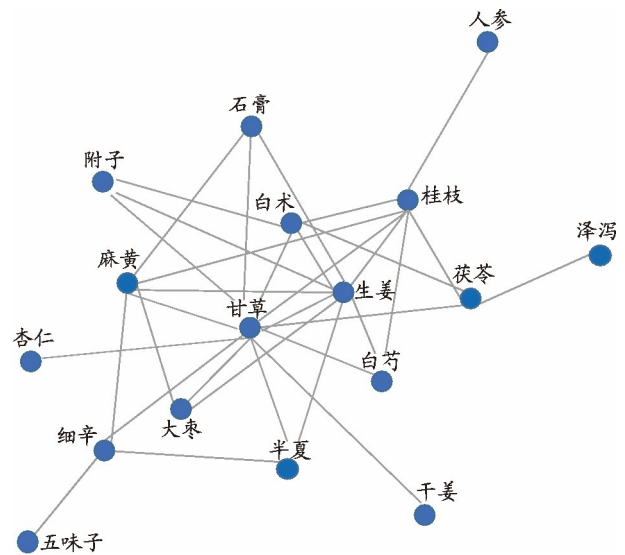 人参
石膏
附子
白术
桂枝
泽泻
麻黄
茯苓
生姜
甘草
杏仁
白芍
大枣
细辛
半夏
干姜
五味子